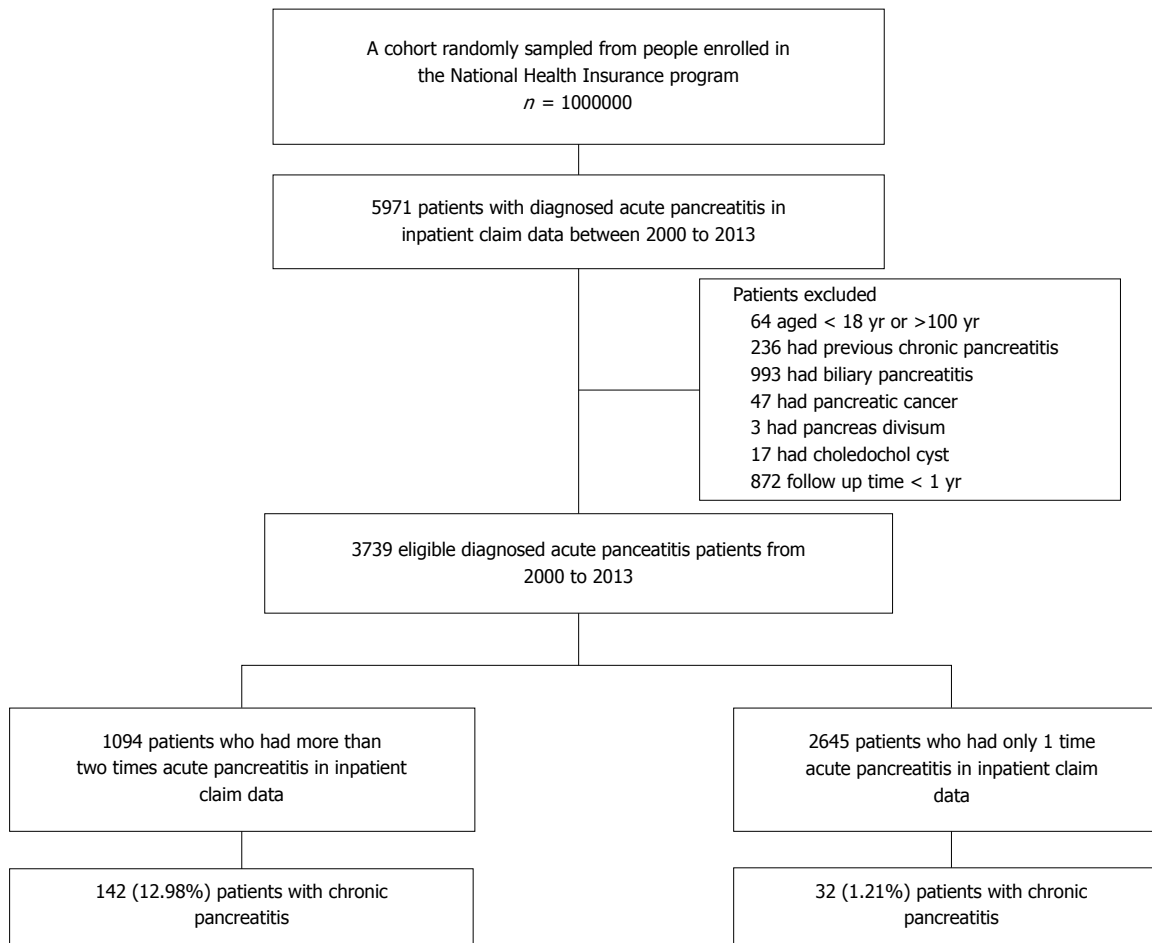 A cohort randomly sampled from people enrolled in
the National Health Insurance program
n = 1000000
5971 patients with diagnosed acute pancreatitis in
inpatient claim data between 2000 to 2013
Patients excluded
64 aged < 18 yr or >100 yr
236 had previous chronic pancreatitis
993 had biliary pancreatitis
47 had pancreatic cancer
3 had pancreas divisum
17 had choledochol cyst
872 follow up time < 1 yr
3739 eligible diagnosed acute panceatitis patients from
2000 to 2013
1094 patients who had more than
two times acute pancreatitis in inpatient
claim data
2645 patients who had only 1 time
acute pancreatitis in inpatient claim
data
142 (12.98%) patients with chronic
pancreatitis
32 (1.21%) patients with chronic
pancreatitis